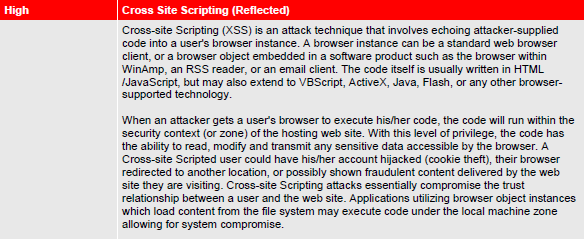 High Cross Site Scripting (Reflected)
Cross-site Scripting (XSS) is an attack technique that involves echoing attacker-supplied
code into a user's browser instance. A browser instance can be a standard web browser
client, or a browser object embedded in a software product such as the browser within
WinAmp, an RSS reader, or an email client. The code itself is usually written in HTML
/JavaScript, but may also extend to VBScript, ActiveX, Java, Flash, or any other browser-
supported technology.
When an attacker gets a user's browser to execute his/her code, the code will run within the
security context (or zone) of the hosting web site. With this level of privilege, the code has
the ability to read, modify and transmit any sensitive data accessible by the browser. A
Cross-site Scripted user could have his/her account hijacked (cookie theft), their browser
redirected to another location, or possibly shown fraudulent content delivered by the web
site they are visiting. Cross-site Scripting attacks essentially compromise the trust
relationship between a user and the web site. Applications utilizing browser object instances
which load content from the file system may execute code under the local machine zone
allowing for system compromise.